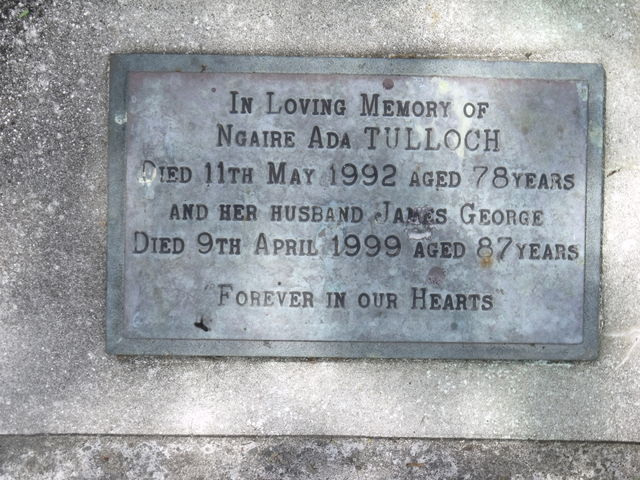 In Loving Memory of
Ngaire Ada TULLOCH
Died 11th May 1992 aged 78 years
and her husband James George
Died 9th April 1999 aged 87 years
"Forever in our Hearts"